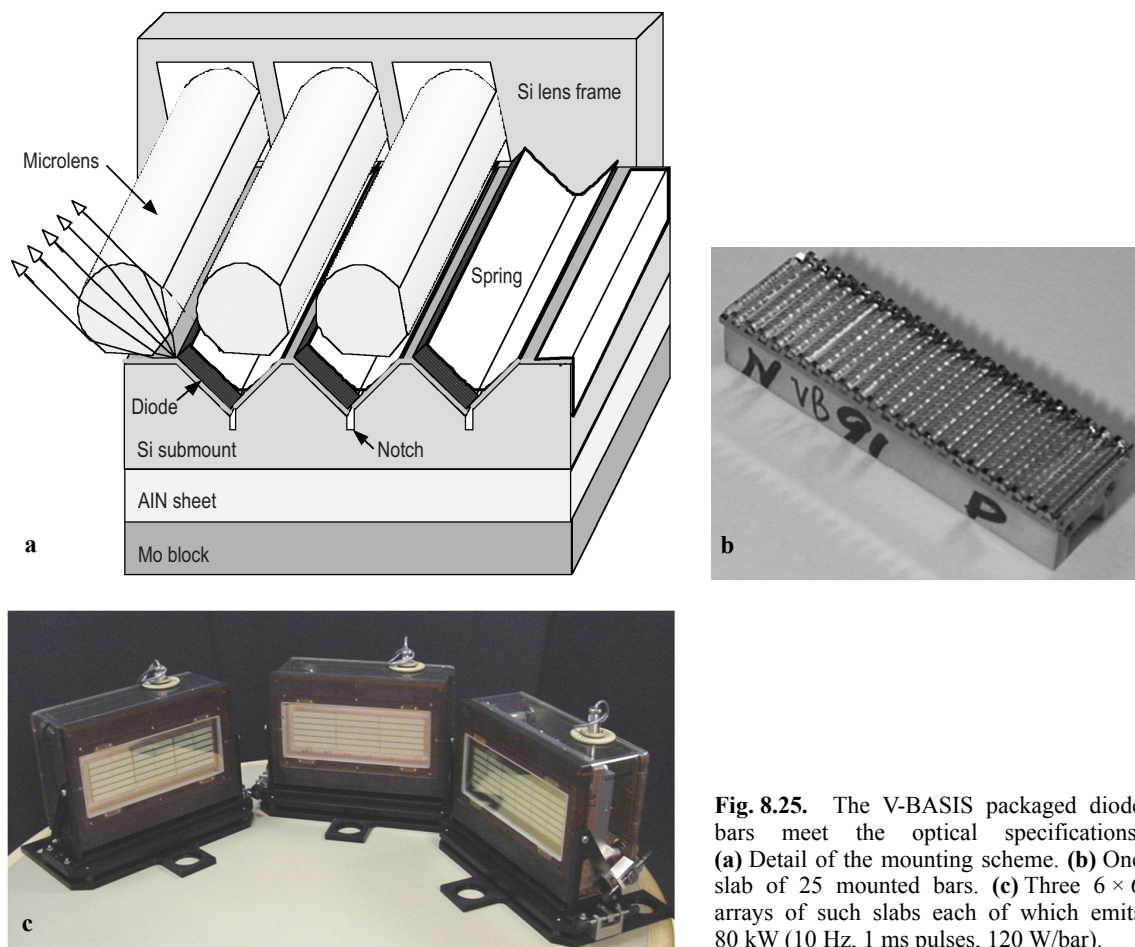 Si lens frame
Microlens
Spring
Diode
Notch
Si submount
AlN sheet
Mo block
a
N VB 91 P
b
c
Fig. 8.25. The V-BASIS packaged diode
bars meet the optical specifications
(a) Detail of the mounting scheme. (b) One
slab of 25 mounted bars. (c) Three 6 × 6
arrays of such slabs each of which emits
80 kW (10 Hz, 1 ms pulses, 120 W/bar).